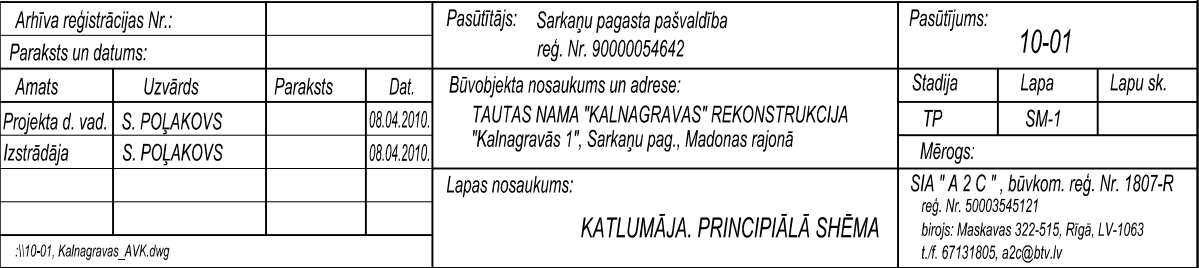 Arhīva reģistrācijas Nr.:
Paraksts un datums:
Amats Uzvārds Paraksts Dat.
Projekta d. vad. S. POĻAKOVS 08.04.2010.
Izstrādāja S. POĻAKOVS 08.04.2010.
.:\\10-01, Kalnagravas_AVK.dwg
Pasūtītājs: Sarkaņu pagasta pašvaldība
reģ. Nr. 90000054642
Būvobjekta nosaukums un adrese:
TAUTAS NAMA "KALNAGRAVAS" REKONSTRUKCIJA
"Kalnagravās 1", Sarkaņu pag., Madonas rajonā
Lapas nosaukums:
KATLUMĀJA. PRINCIPIĀLĀ SHĒMA
Pasūtījums:
10-01
Stadija Lapa Lapu sk.
TP SM-1
Mērogs:
SIA " A 2 C " , būvkom. reģ. Nr. 1807-R
reģ. Nr. 50003545121
birojs: Maskavas 322-515, Rīgā, LV-1063
t./f. 67131805, a2c@btv.lv